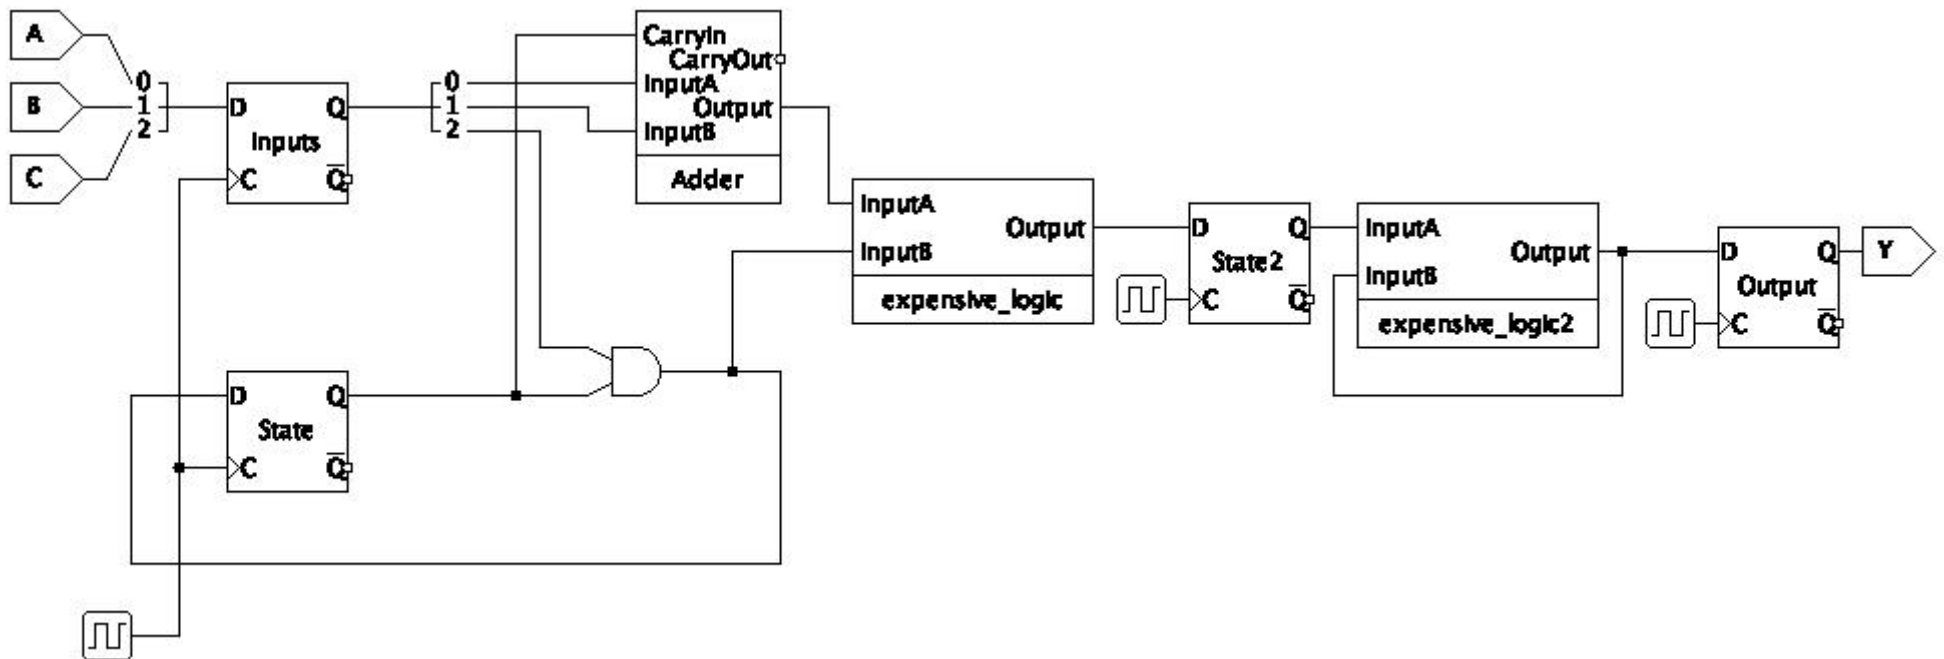 A
B
C
0
1
2
D Q
Inputs
C Q
0
1
2
CarryIn
CarryOut
InputA
Output
InputB
Adder
InputA
Output
InputB
expensive_logic
D Q
State2
C Q
InputA
Output
InputB
expensive_logic2
D Q
Output
C Q
Y
D Q
State
C Q